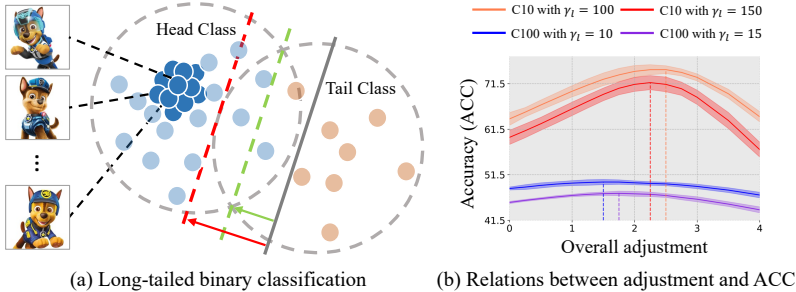 Head Class
Tail Class
(a) Long-tailed binary classification
C10 with γ_l = 100
C10 with γ_l = 150
C100 with γ_l = 10
C100 with γ_l = 15
Accuracy (ACC)
71.5
61.5
51.5
41.5
0 1 2 3 4
Overall adjustment
(b) Relations between adjustment and ACC